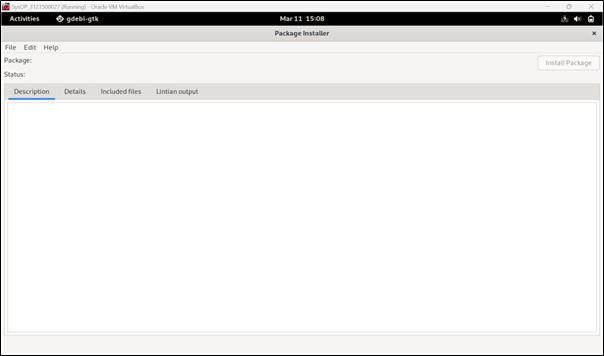 SysOP_3123500027 [Running] - Oracle VM VirtualBox
Activities gdebi-gtk Mar 11 15:08
Package Installer
File Edit Help
Package: Install Package
Status:
Description Details Included files Lintian output